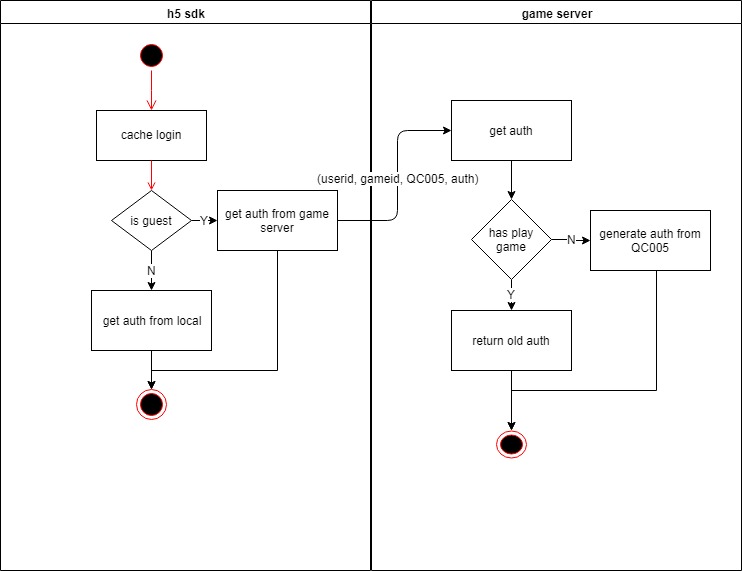 h5 sdk
game server
cache login
is guest
Y
get auth from game
server
N
get auth from local
(userid, gameid, QC005, auth)
get auth
has play
game
N
generate auth from
QC005
Y
return old auth